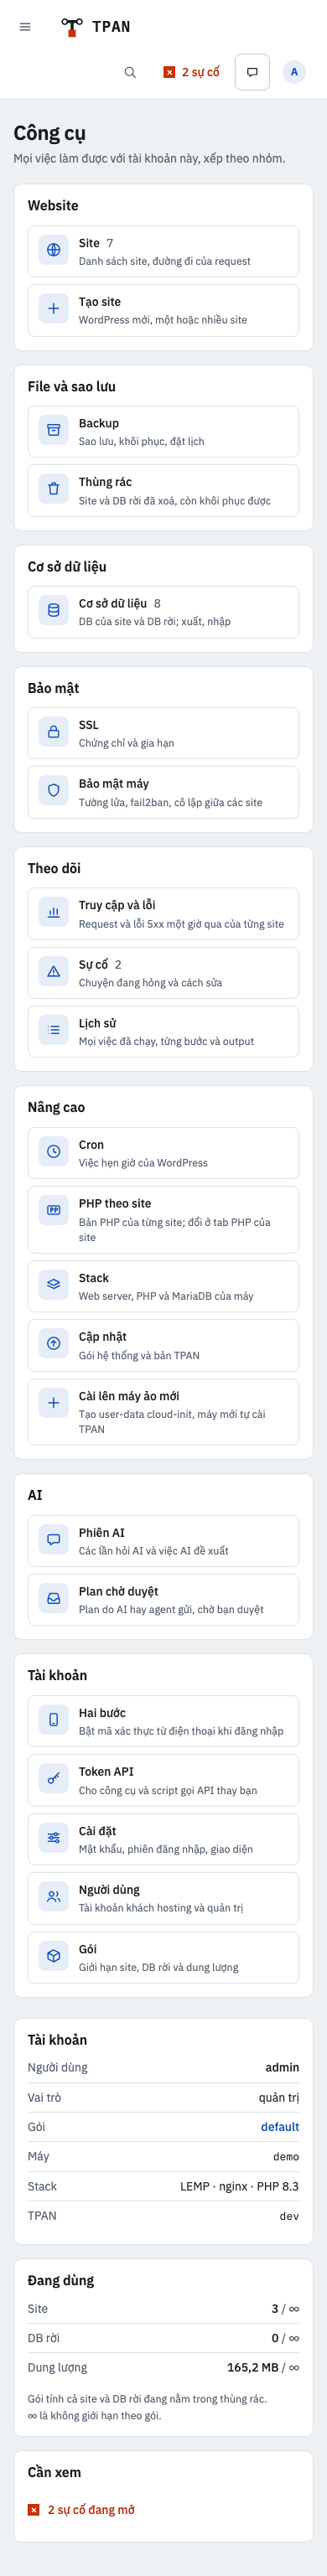 TPAN
2 sự cố
A
Công cụ
Mọi việc làm được với tài khoản này, xếp theo nhóm.
Website
Site 7
Danh sách site, đường đi của request
Tạo site
WordPress mới, một hoặc nhiều site
File và sao lưu
Backup
Sao lưu, khôi phục, đặt lịch
Thùng rác
Site và DB rời đã xoá, còn khôi phục được
Cơ sở dữ liệu
Cơ sở dữ liệu 8
DB của site và DB rời; xuất, nhập
Bảo mật
SSL
Chứng chỉ và gia hạn
Bảo mật máy
Tường lửa, fail2ban, cô lập giữa các site
Theo dõi
Truy cập và lỗi
Request và lỗi 5xx một giờ qua của từng site
Sự cố 2
Chuyện đang hỏng và cách sửa
Lịch sử
Mọi việc đã chạy, từng bước và output
Nâng cao
Cron
Việc hẹn giờ của WordPress
PHP theo site
Bản PHP của từng site; đổi ở tab PHP của
site
Stack
Web server, PHP và MariaDB của máy
Cập nhật
Gói hệ thống và bản TPAN
Cài lên máy ảo mới
Tạo user-data cloud-init, máy mới tự cài
TPAN
AI
Phiên AI
Các lần hỏi AI và việc AI đề xuất
Plan chờ duyệt
Plan do AI hay agent gửi, chờ bạn duyệt
Tài khoản
Hai bước
Bật mã xác thực từ điện thoại khi đăng nhập
Token API
Cho công cụ và script gọi API thay bạn
Cài đặt
Mật khẩu, phiên đăng nhập, giao diện
Người dùng
Tài khoản khách hosting và quản trị
Gói
Giới hạn site, DB rời và dung lượng
Tài khoản
Người dùng admin
Vai trò quản trị
Gói default
Máy demo
Stack LEMP · nginx · PHP 8.3
TPAN dev
Đang dùng
Site 3 / ∞
DB rời 0 / ∞
Dung lượng 165,2 MB / ∞
Gói tính cả site và DB rời đang nằm trong thùng rác.
∞ là không giới hạn theo gói.
Cần xem
2 sự cố đang mở